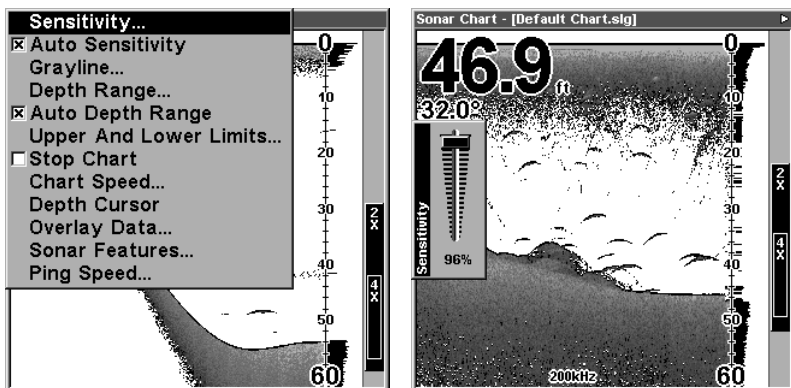 Sensitivity...
Auto Sensitivity
Grayline...
Depth Range...
Auto Depth Range
Upper And Lower Limits...
Stop Chart
Chart Speed...
Depth Cursor
Overlay Data...
Sonar Features...
Ping Speed...
0
10
20
30
40
50
60
2X
4X
Sonar Chart - [Default Chart.slg]
46.9 ft
32.0°
Sensitivity
96%
0
10
20
30
40
50
60
2X
4X
200kHz